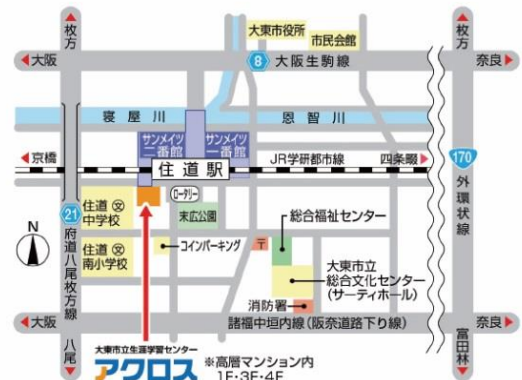 枚方
枚方
大東市役所
市民会館
大阪
8
大阪生駒線
奈良
寝屋川
恩智川
サンメイツ
二番館
サンメイツ
一番館
京橋
住道駅
JR学研都市線
四条畷
170
外環状線
住道
中学校
ロータリー
末広公園
21
府道八尾枚方線
N
住道
南小学校
コインパーキング
〒
総合福祉センター
大東市立
総合文化センター
(サーティホール)
消防署
大阪
諸福中垣内線(阪奈道路下り線)
奈良
八尾
富田林
大東市立生涯学習センター
アクロス
※高層マンション内
1F・3F・4F